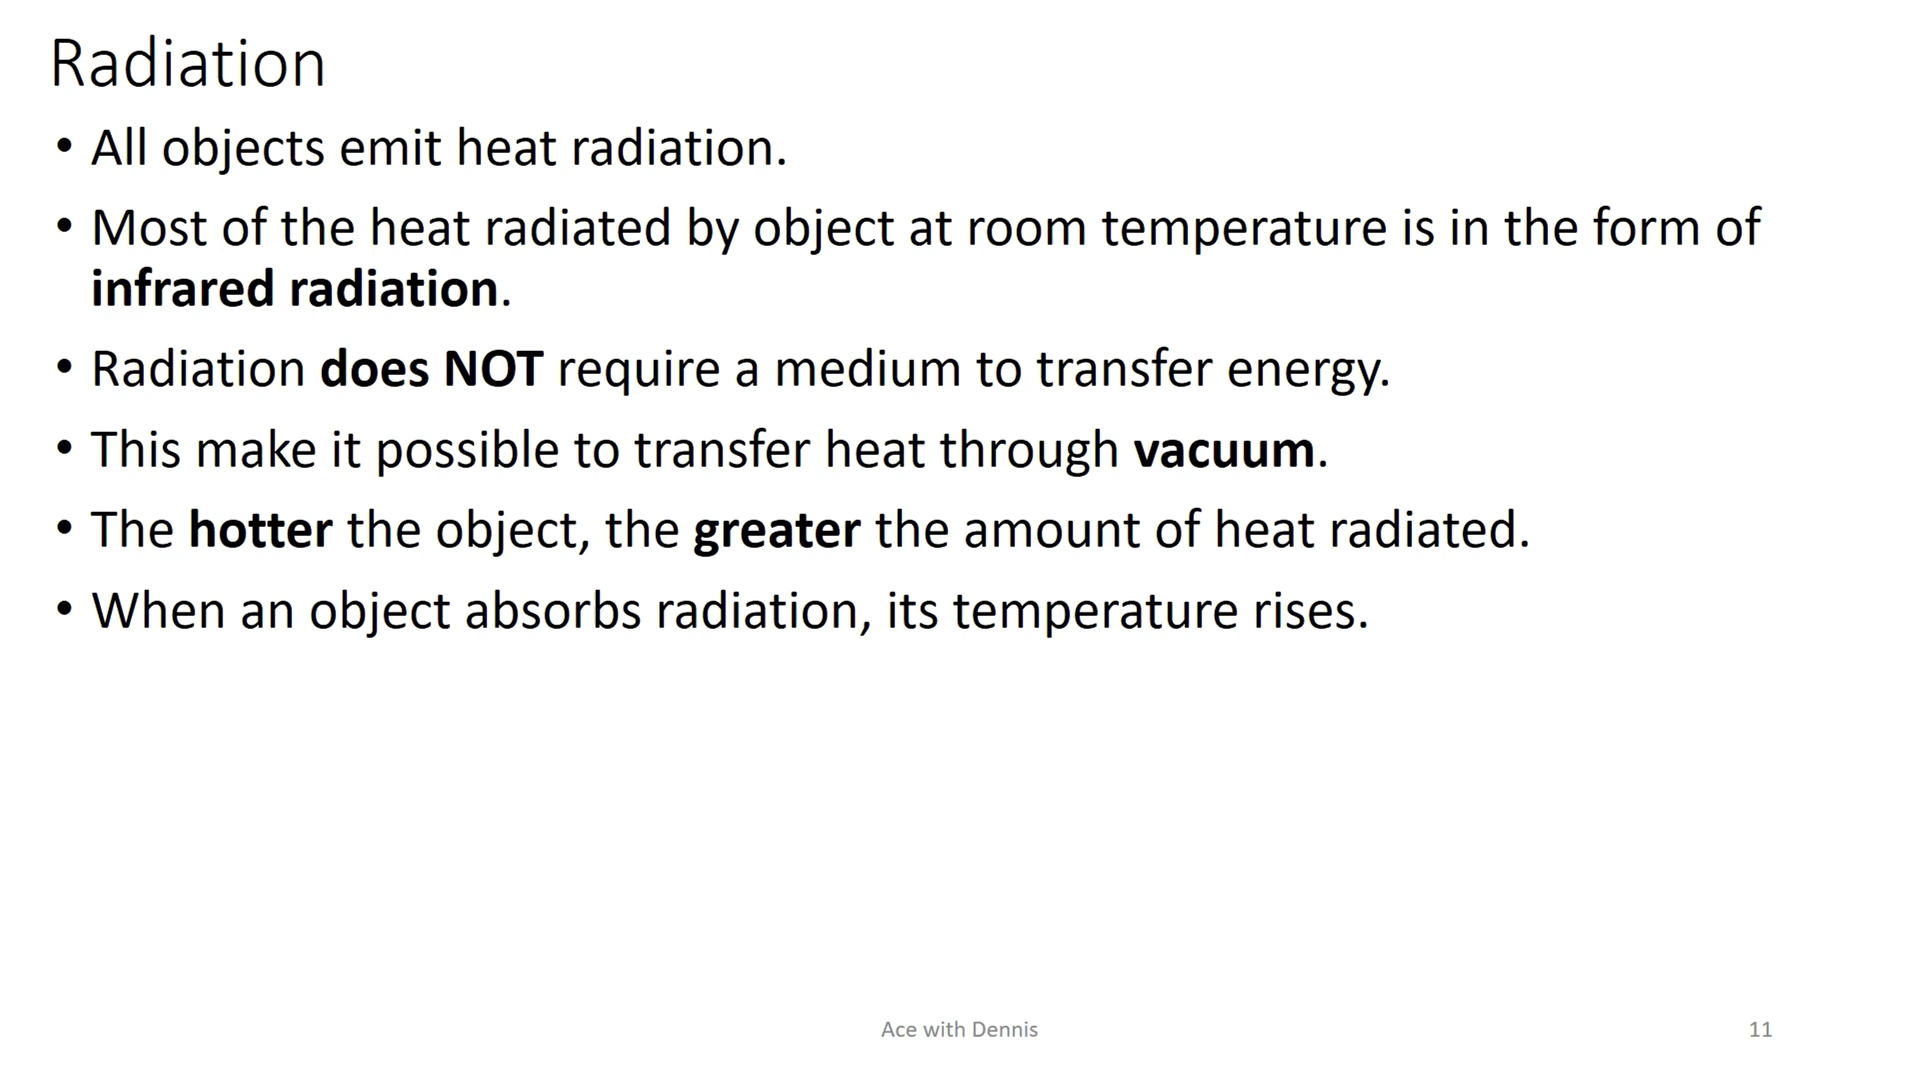 Radiation
• All objects emit heat radiation.
• Most of the heat radiated by object at room temperature is in the form of
infrared radiation.
• Radiation does NOT require a medium to transfer energy.
• This make it possible to transfer heat through vacuum.
• The hotter the object, the greater the amount of heat radiated.
• When an object absorbs radiation, its temperature rises.
Ace with Dennis
11